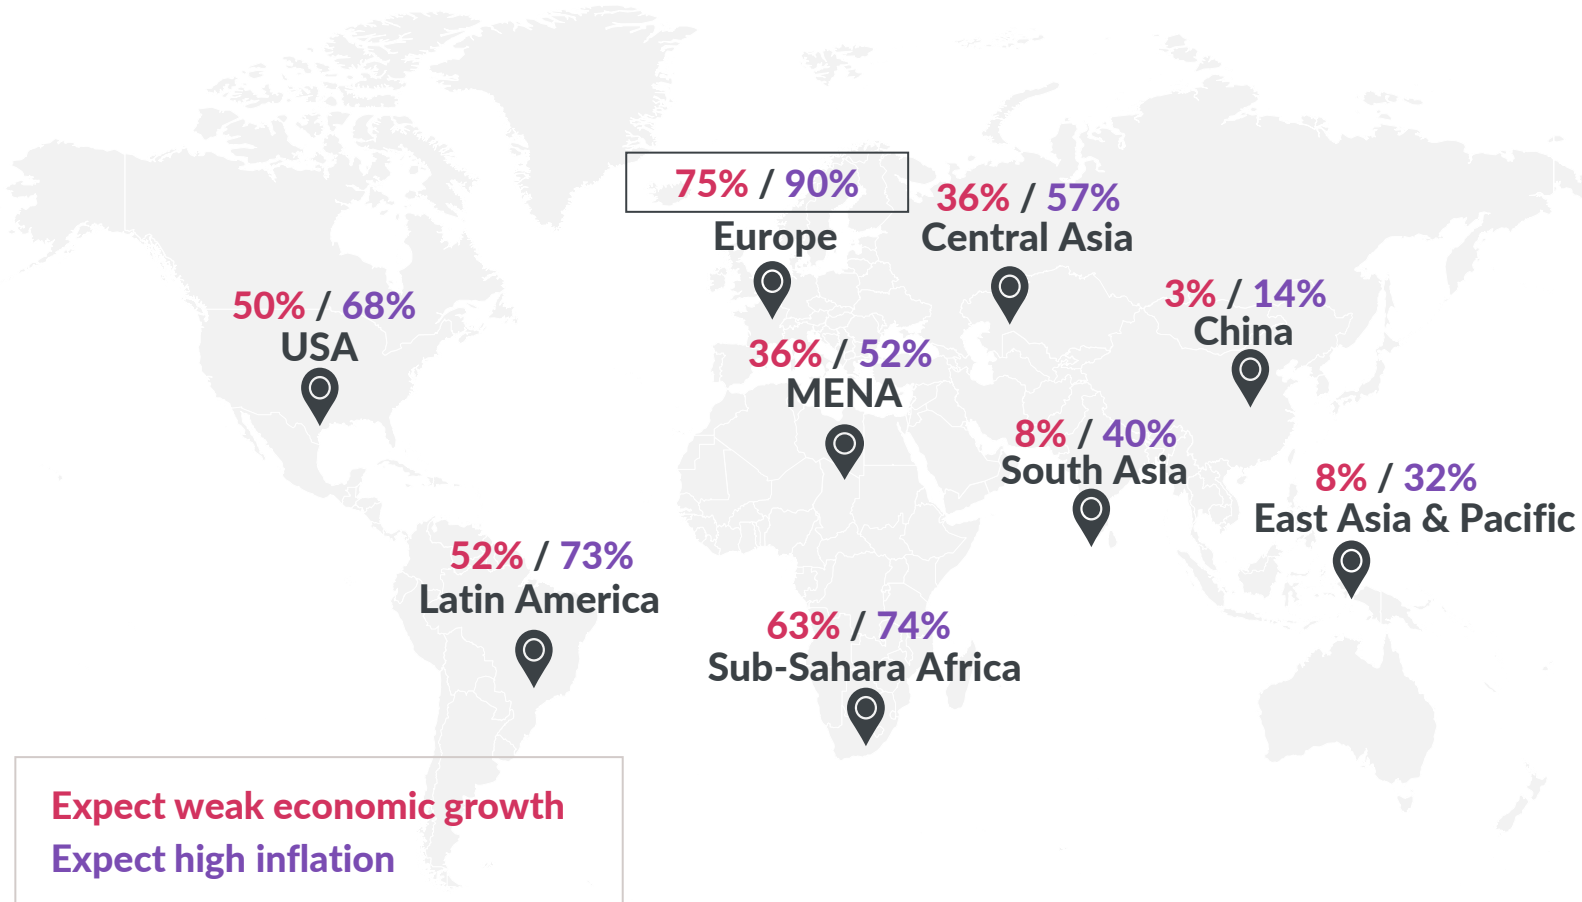 75% / 90%
Europe
36% / 57%
Central Asia
50% / 68%
USA
3% / 14%
China
36% / 52%
MENA
8% / 40%
South Asia
8% / 32%
East Asia & Pacific
52% / 73%
Latin America
63% / 74%
Sub-Sahara Africa
Expect weak economic growth
Expect high inflation